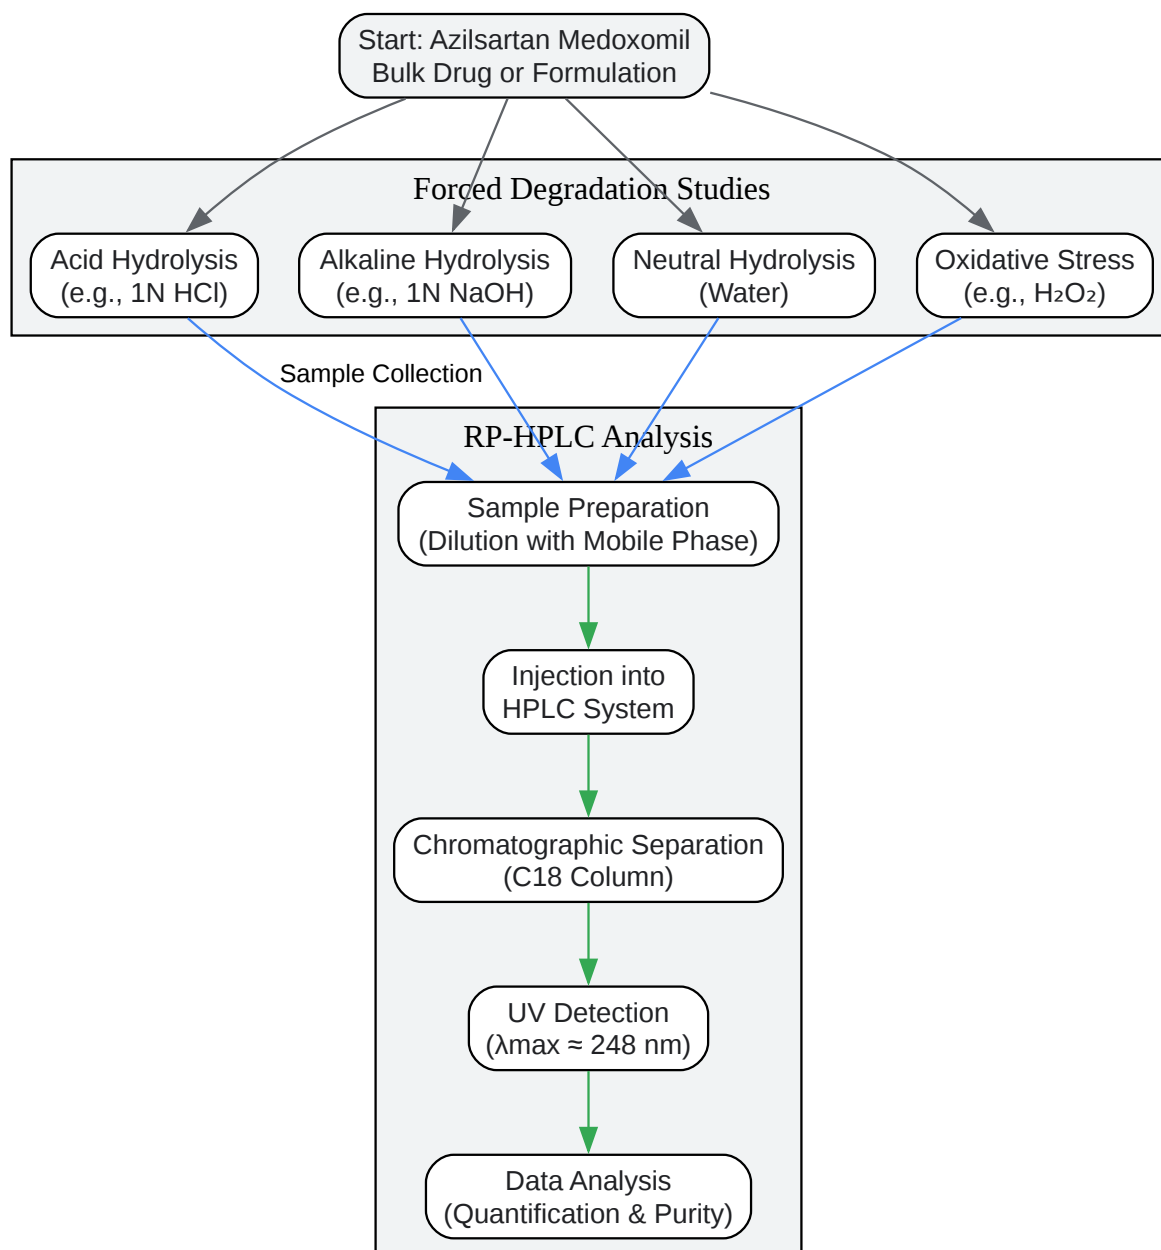 Start: Azilsartan Medoxomil
Bulk Drug or Formulation
Forced Degradation Studies
Acid Hydrolysis
(e.g., 1N HCl)
Alkaline Hydrolysis
(e.g., 1N NaOH)
Neutral Hydrolysis
(Water)
Oxidative Stress
(e.g., H₂O₂)
Sample Collection
RP-HPLC Analysis
Sample Preparation
(Dilution with Mobile Phase)
Injection into
HPLC System
Chromatographic Separation
(C18 Column)
UV Detection
(λmax ≈ 248 nm)
Data Analysis
(Quantification & Purity)